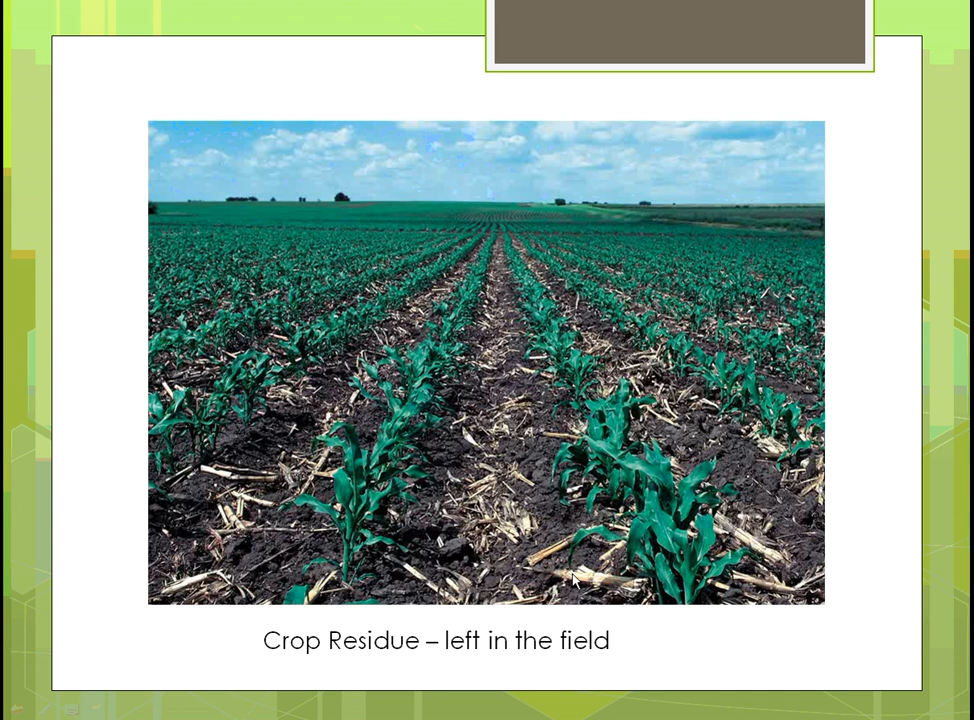 Crop Residue – left in the field